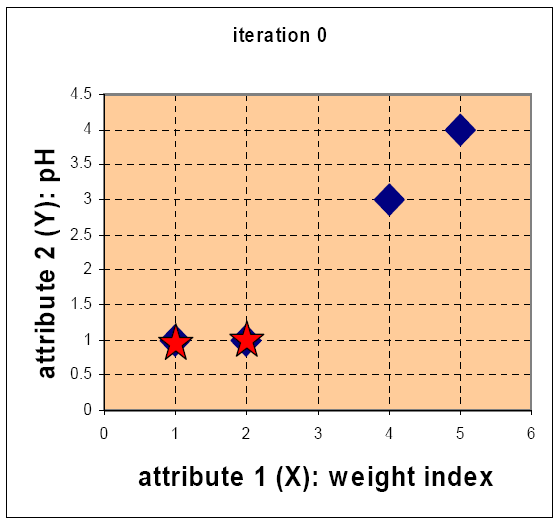 iteration 0
4.5
4
3.5
3
2.5
2
1.5
1
0.5
0
attribute 2 (Y): pH
0 1 2 3 4 5 6
attribute 1 (X): weight index